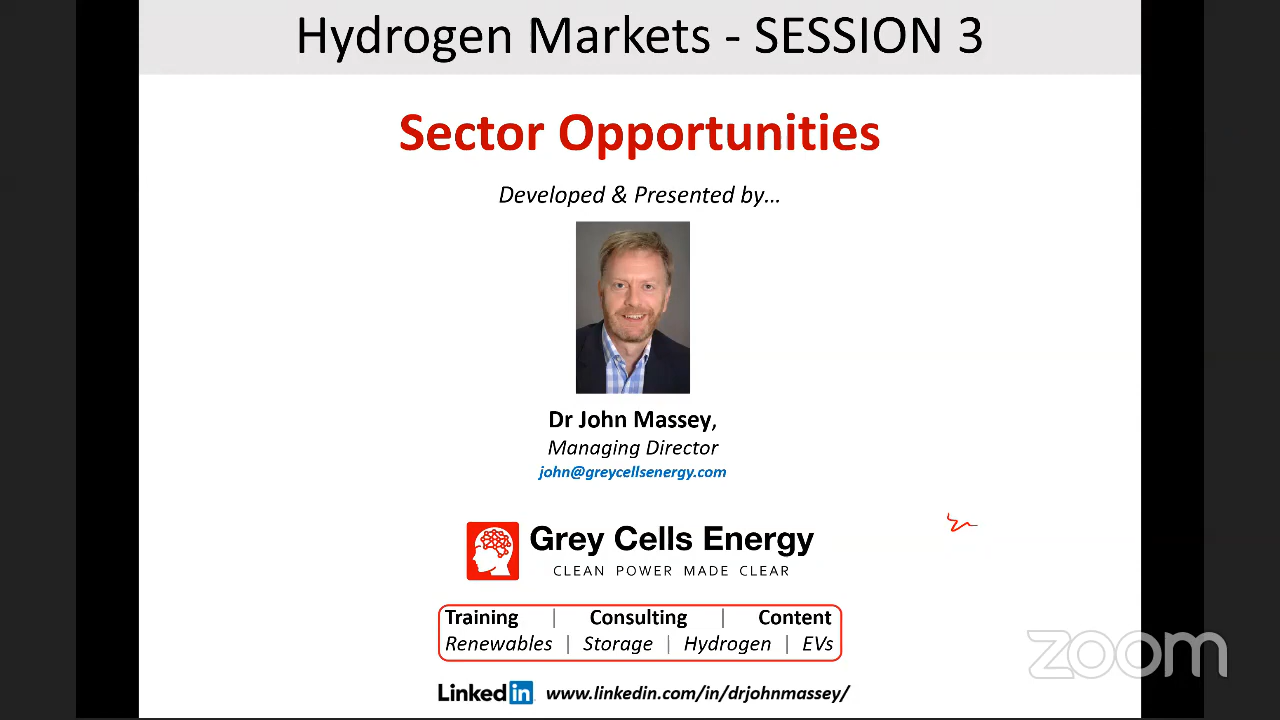 Hydrogen Markets - SESSION 3
Sector Opportunities
Developed & Presented by...
Dr John Massey,
Managing Director
john@greycellsenergy.com
Grey Cells Energy
CLEAN POWER MADE CLEAR
Training | Consulting | Content
Renewables | Storage | Hydrogen | EVs
zoom
LinkedIn www.linkedin.com/in/drjohnmassey/